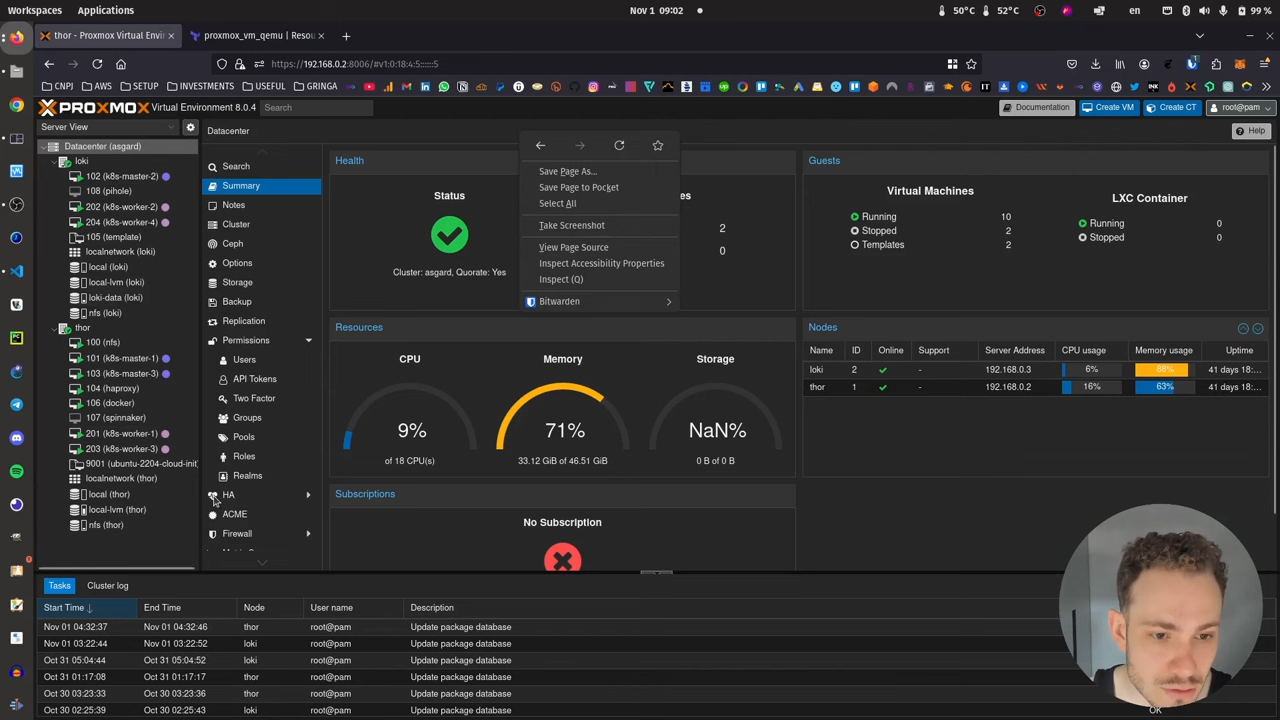 Workspaces Applications Nov 1 09:02 50°C 52°C en 99 %
thor - Proxmox Virtual Envi × proxmox_vm_qemu | Resou ×
https://192.168.0.2:8006/#v1:0:18:4:5::::::5
CNPJ AWS SETUP INVESTMENTS USEFUL GRINGA
PROXMOX Virtual Environment 8.0.4 Search Documentation Create VM Create CT root@pam
Server View
Datacenter
Help
Datacenter (asgard)
loki
102 (k8s-master-2)
108 (pihole)
202 (k8s-worker-2)
204 (k8s-worker-4)
105 (template)
localnetwork (loki)
local (loki)
local-lvm (loki)
loki-data (loki)
nfs (loki)
thor
100 (nfs)
101 (k8s-master-1)
103 (k8s-master-3)
104 (haproxy)
106 (docker)
107 (spinnaker)
201 (k8s-worker-1)
203 (k8s-worker-3)
9001 (ubuntu-2204-cloud-init
localnetwork (thor)
local (thor)
local-lvm (thor)
nfs (thor)
Search
Summary
Notes
Cluster
Ceph
Options
Storage
Backup
Replication
Permissions
Users
API Tokens
Two Factor
Groups
Pools
Roles
Realms
HA
ACME
Firewall
Health
Status
Cluster: asgard, Quorate: Yes
2
0
Save Page As...
Save Page to Pocket
Select All
Take Screenshot
View Page Source
Inspect Accessibility Properties
Inspect (Q)
Bitwarden
Guests
Virtual Machines
Running 10
Stopped 2
Templates 2
LXC Container
Running 0
Stopped 0
Resources
CPU
9%
of 18 CPU(s)
Memory
71%
33.12 GiB of 46.51 GiB
Storage
NaN%
0 B of 0 B
Nodes
Name ID Online Support Server Address CPU usage Memory usage Uptime
loki 2 - 192.168.0.3 6% 88% 41 days 18:...
thor 1 - 192.168.0.2 16% 63% 41 days 18:...
Subscriptions
No Subscription
Tasks Cluster log
Start Time ↓ End Time Node User name Description
Nov 01 04:32:37 Nov 01 04:32:46 thor root@pam Update package database
Nov 01 03:22:44 Nov 01 03:22:52 loki root@pam Update package database
Oct 31 05:04:44 Oct 31 05:04:52 loki root@pam Update package database
Oct 31 01:17:08 Oct 31 01:17:17 thor root@pam Update package database
Oct 30 03:23:33 Oct 30 03:23:36 thor root@pam Update package database
Oct 30 02:25:39 Oct 30 02:25:43 loki root@pam Update package database OK